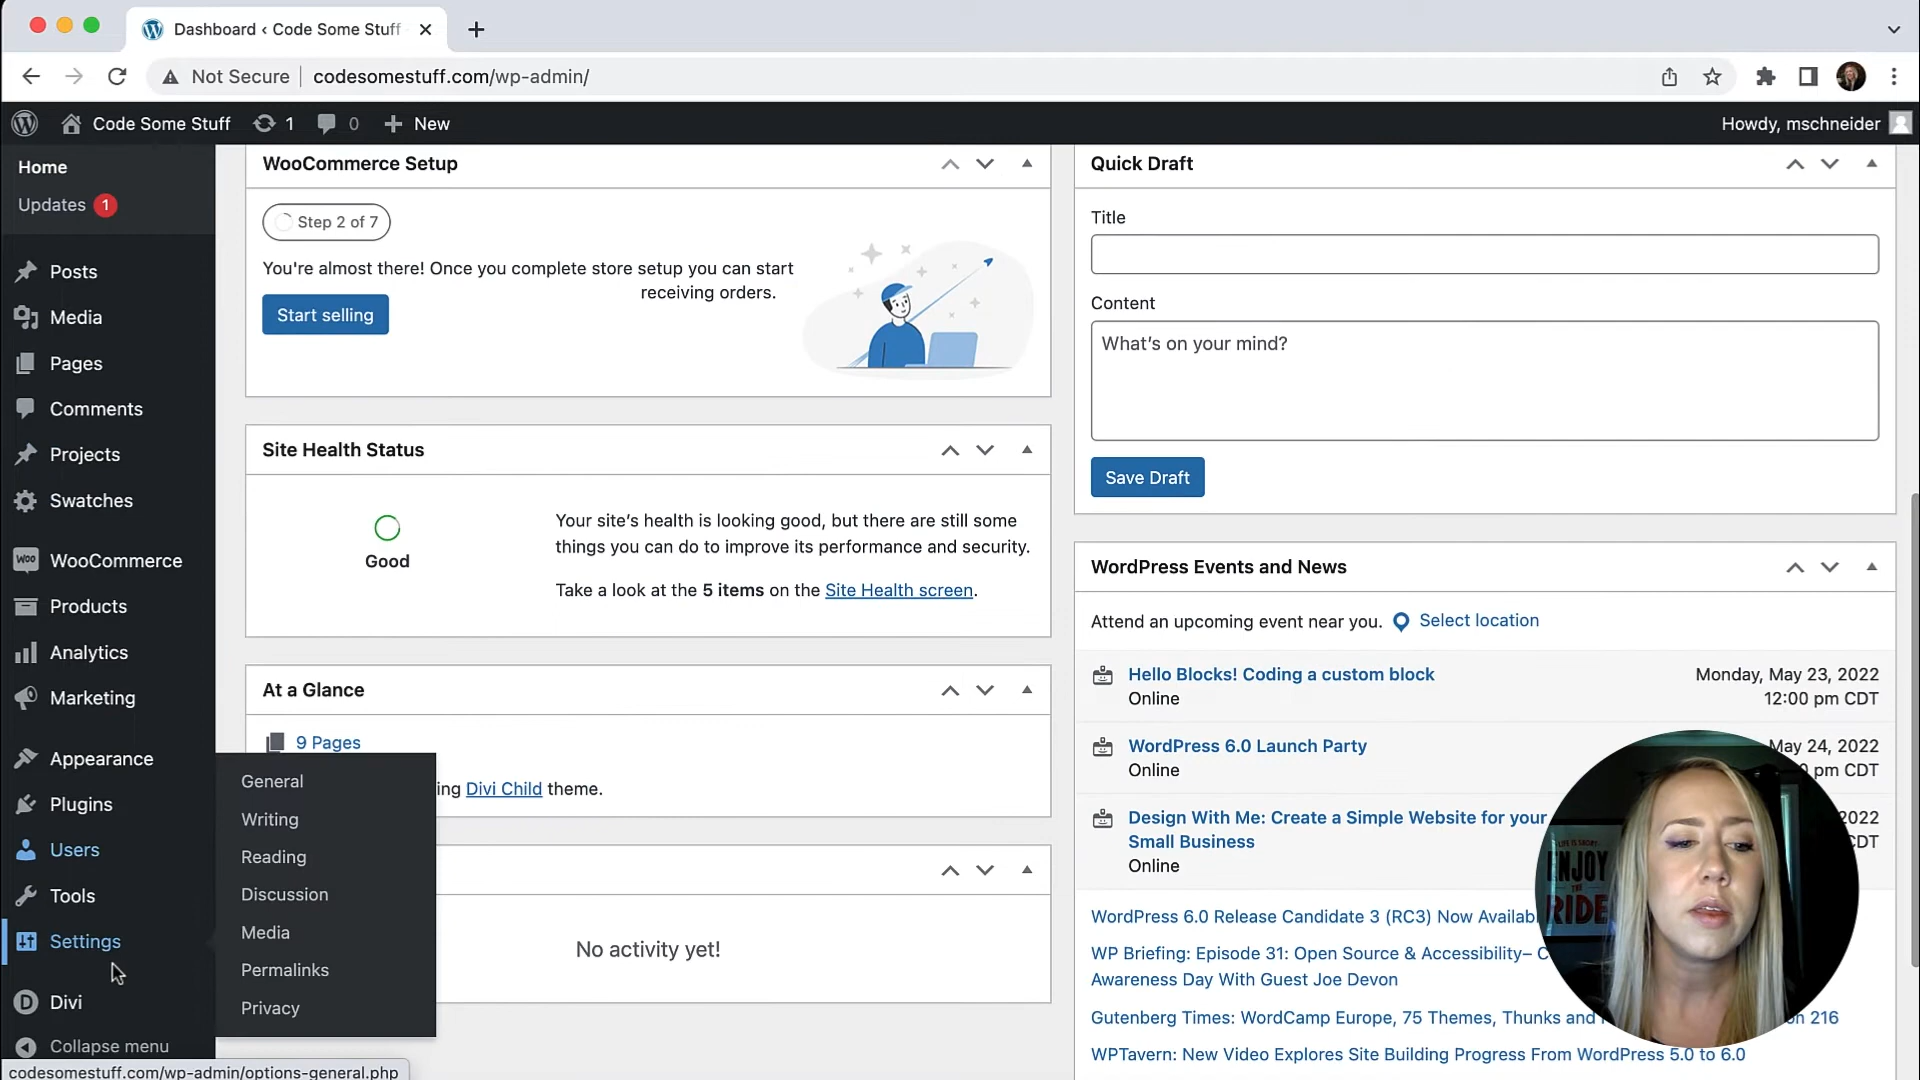 Dashboard ‹ Code Some Stuff
Not Secure
codesomestuff.com/wp-admin/
Code Some Stuff
1
0
New
Howdy, mschneider
Home
Updates 1
Posts
Media
Pages
Comments
Projects
Swatches
WooCommerce
Products
Analytics
Marketing
Appearance
Plugins
Users
Tools
Settings
Divi
Collapse menu
General
Writing
Reading
Discussion
Media
Permalinks
Privacy
codesomestuff.com/wp-admin/options-general.php
WooCommerce Setup
Step 2 of 7
You're almost there! Once you complete store setup you can start
receiving orders.
Start selling
Site Health Status
Good
Your site's health is looking good, but there are still some
things you can do to improve its performance and security.
Take a look at the 5 items on the Site Health screen.
At a Glance
9 Pages
ing Divi Child theme.
No activity yet!
Quick Draft
Title
Content
What's on your mind?
Save Draft
WordPress Events and News
Attend an upcoming event near you. Select location
Hello Blocks! Coding a custom block
Online
Monday, May 23, 2022
12:00 pm CDT
WordPress 6.0 Launch Party
Online
May 24, 2022
pm CDT
Design With Me: Create a Simple Website for your
Small Business
Online
2022
CDT
WordPress 6.0 Release Candidate 3 (RC3) Now Availab
WP Briefing: Episode 31: Open Source & Accessibility– C
Awareness Day With Guest Joe Devon
Gutenberg Times: WordCamp Europe, 75 Themes, Thunks and
on 216
WPTavern: New Video Explores Site Building Progress From WordPress 5.0 to 6.0
ENJOY
THE
RIDE